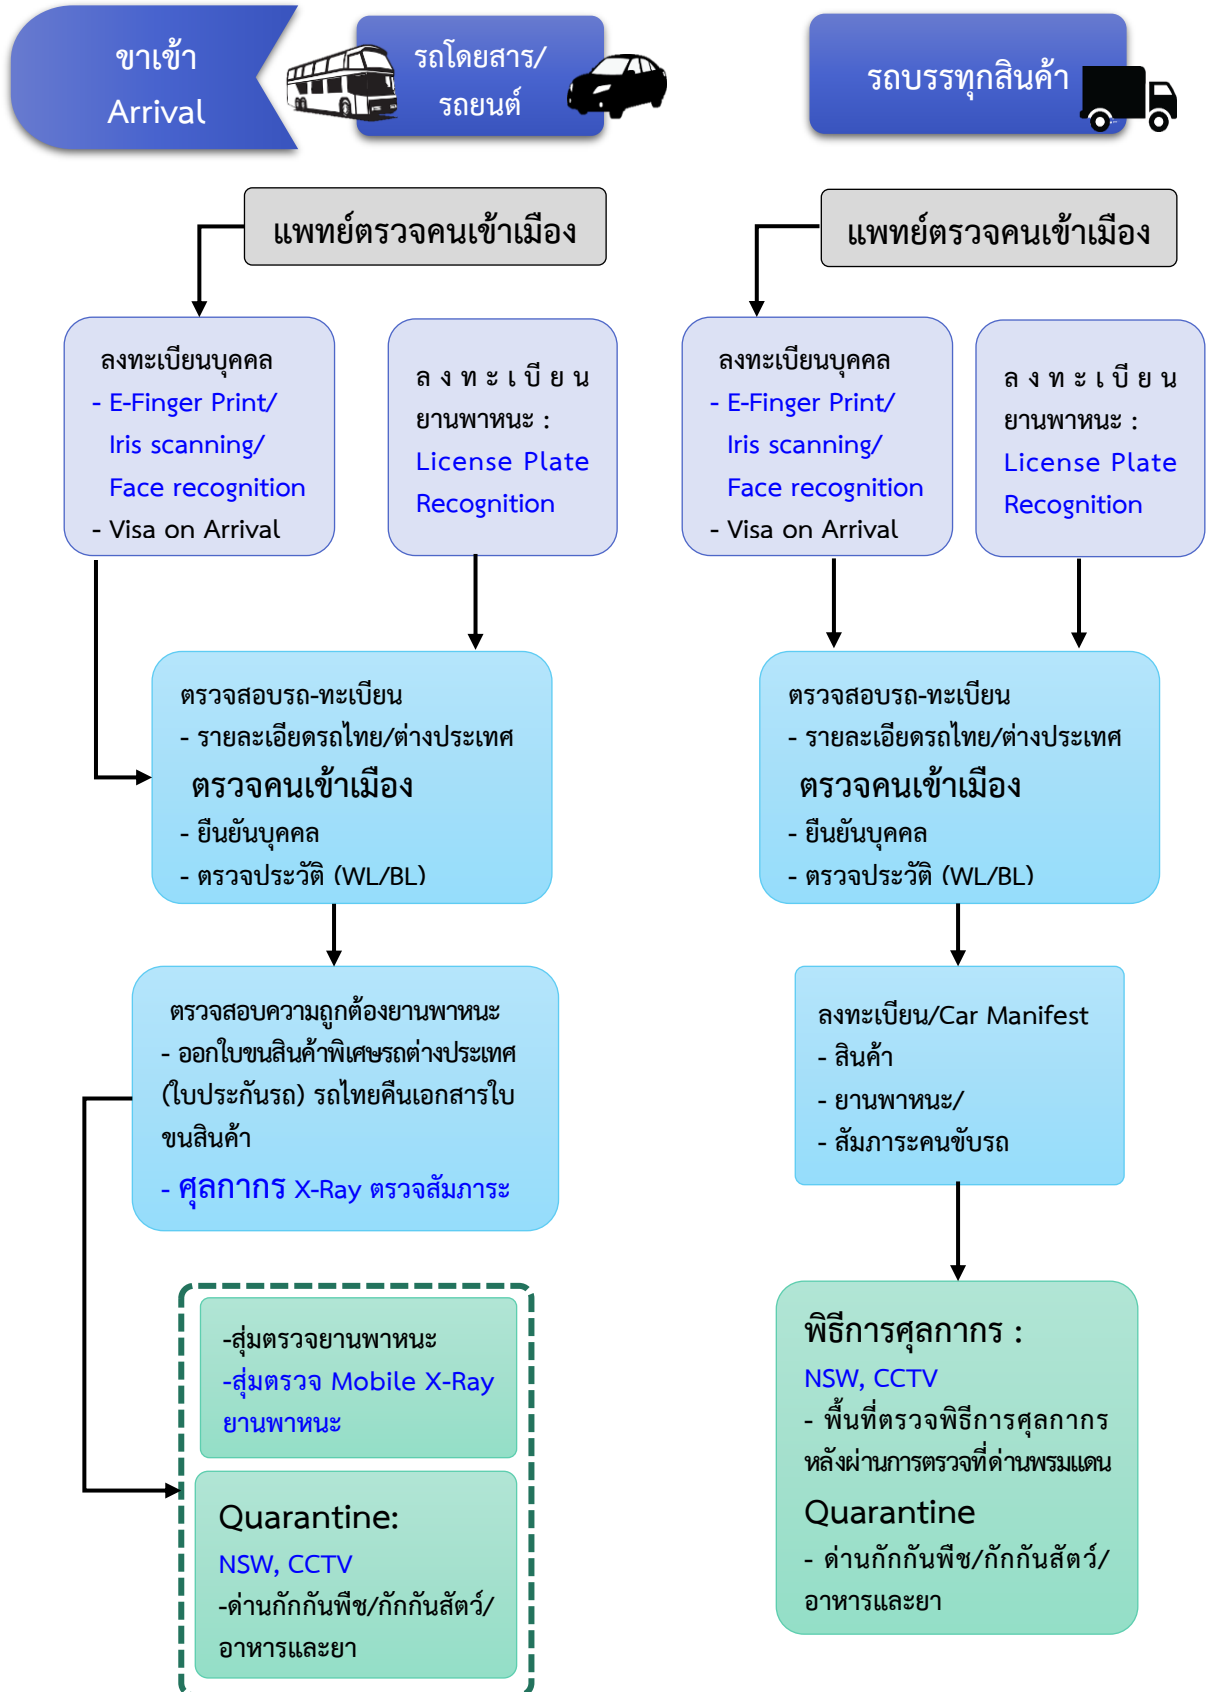 ขาเข้า
Arrival
รถโดยสาร/
รถยนต์
รถบรรทุกสินค้า
แพทย์ตรวจคนเข้าเมือง
ลงทะเบียนบุคคล
- E-Finger Print/
Iris scanning/
Face recognition
- Visa on Arrival
ลงทะเบียน
ยานพาหนะ :
License Plate
Recognition
ตรวจสอบรถ-ทะเบียน
- รายละเอียดรถไทย/ต่างประเทศ
ตรวจคนเข้าเมือง
- ยืนยันบุคคล
- ตรวจประวัติ (WL/BL)
ตรวจสอบความถูกต้องยานพาหนะ
- ออกใบขนสินค้าพิเศษรถต่างประเทศ
(ใบประกันรถ) รถไทยคืนเอกสารใบ
ขนสินค้า
- ศุลกากร X-Ray ตรวจสัมภาระ
-สุ่มตรวจยานพาหนะ
-สุ่มตรวจ Mobile X-Ray
ยานพาหนะ
Quarantine:
NSW, CCTV
-ด่านกักกันพืช/กักกันสัตว์/
อาหารและยา
แพทย์ตรวจคนเข้าเมือง
ลงทะเบียนบุคคล
- E-Finger Print/
Iris scanning/
Face recognition
- Visa on Arrival
ลงทะเบียน
ยานพาหนะ :
License Plate
Recognition
ตรวจสอบรถ-ทะเบียน
- รายละเอียดรถไทย/ต่างประเทศ
ตรวจคนเข้าเมือง
- ยืนยันบุคคล
- ตรวจประวัติ (WL/BL)
ลงทะเบียน/Car Manifest
- สินค้า
- ยานพาหนะ/
- สัมภาระคนขับรถ
พิธีการศุลกากร :
NSW, CCTV
- พื้นที่ตรวจพิธีการศุลกากร
หลังผ่านการตรวจที่ด่านพรมแดน
Quarantine
- ด่านกักกันพืช/กักกันสัตว์/
อาหารและยา